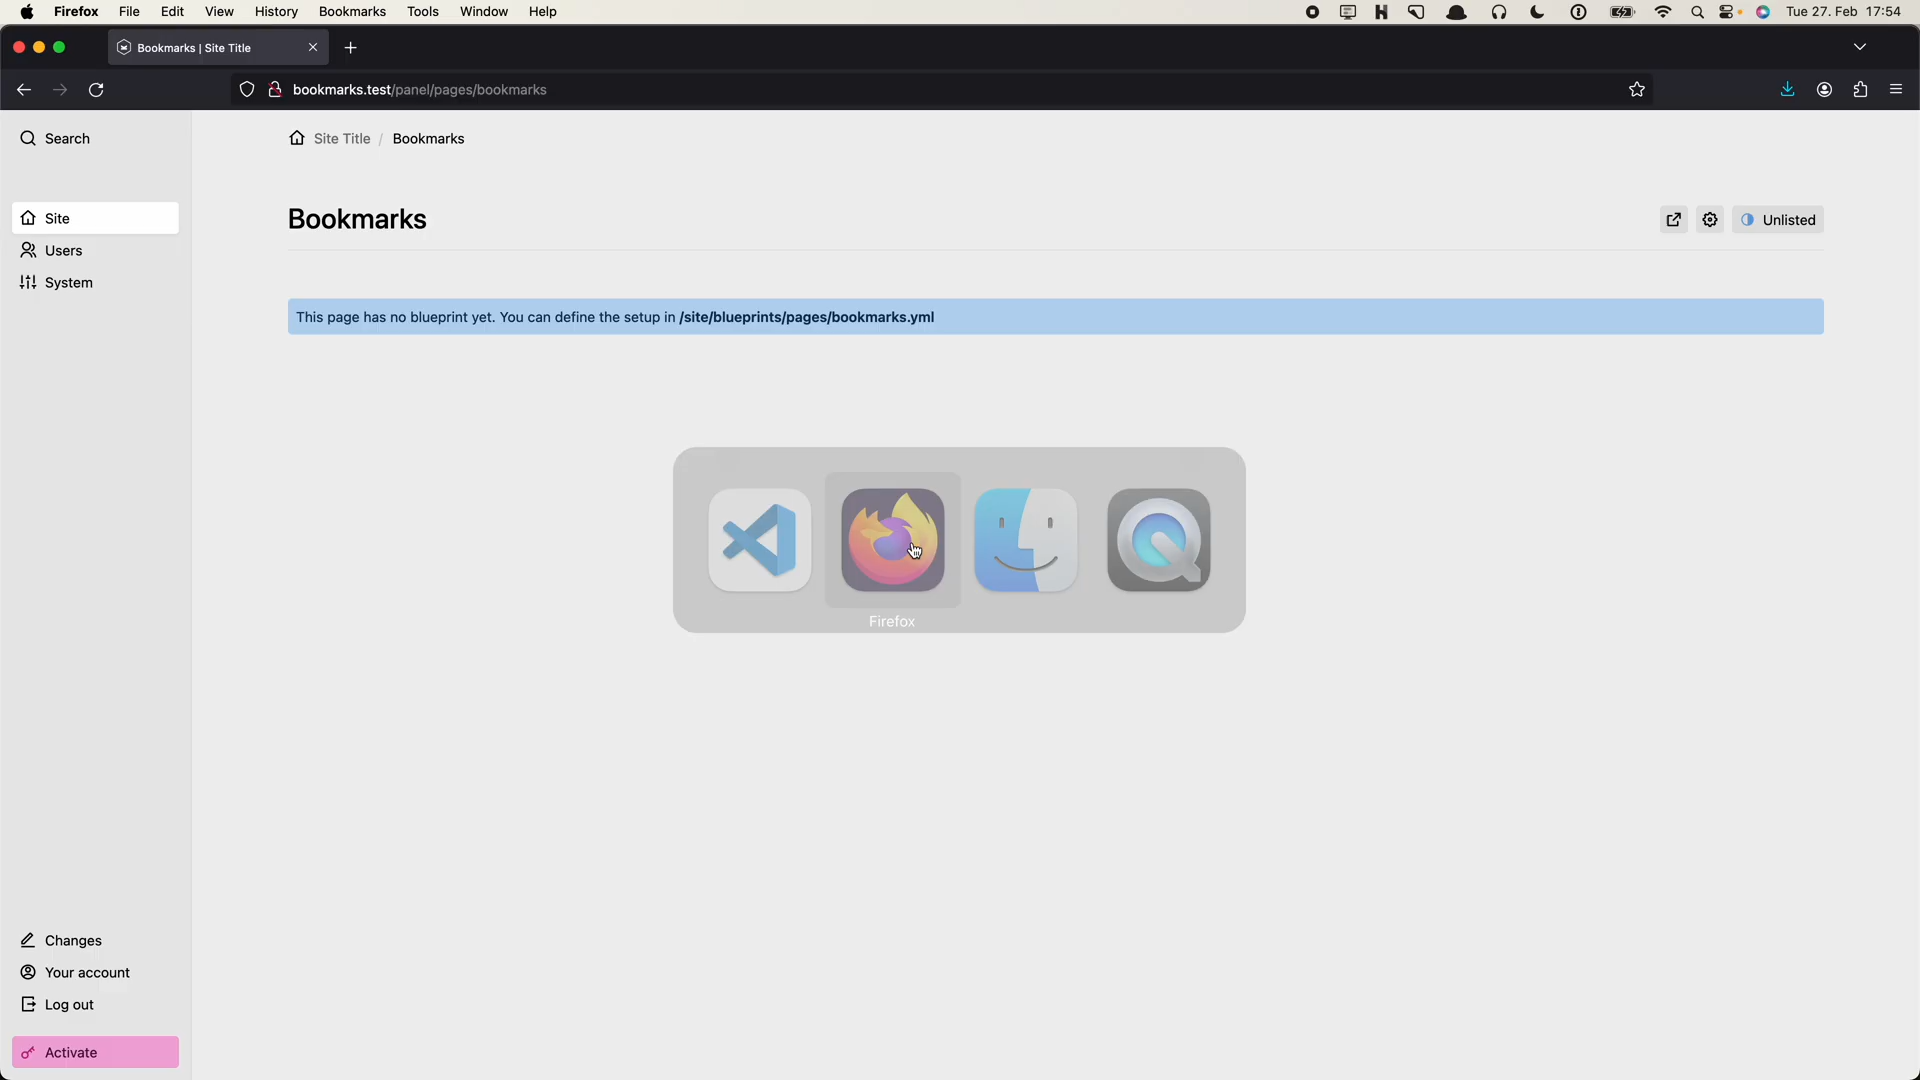 Firefox File Edit View History Bookmarks Tools Window Help Tue 27. Feb 17:54
Bookmarks | Site Title
bookmarks.test/panel/pages/bookmarks
Search
Site Title / Bookmarks
Site
Users
System
Bookmarks
Unlisted
This page has no blueprint yet. You can define the setup in /site/blueprints/pages/bookmarks.yml
Firefox
Changes
Your account
Log out
Activate